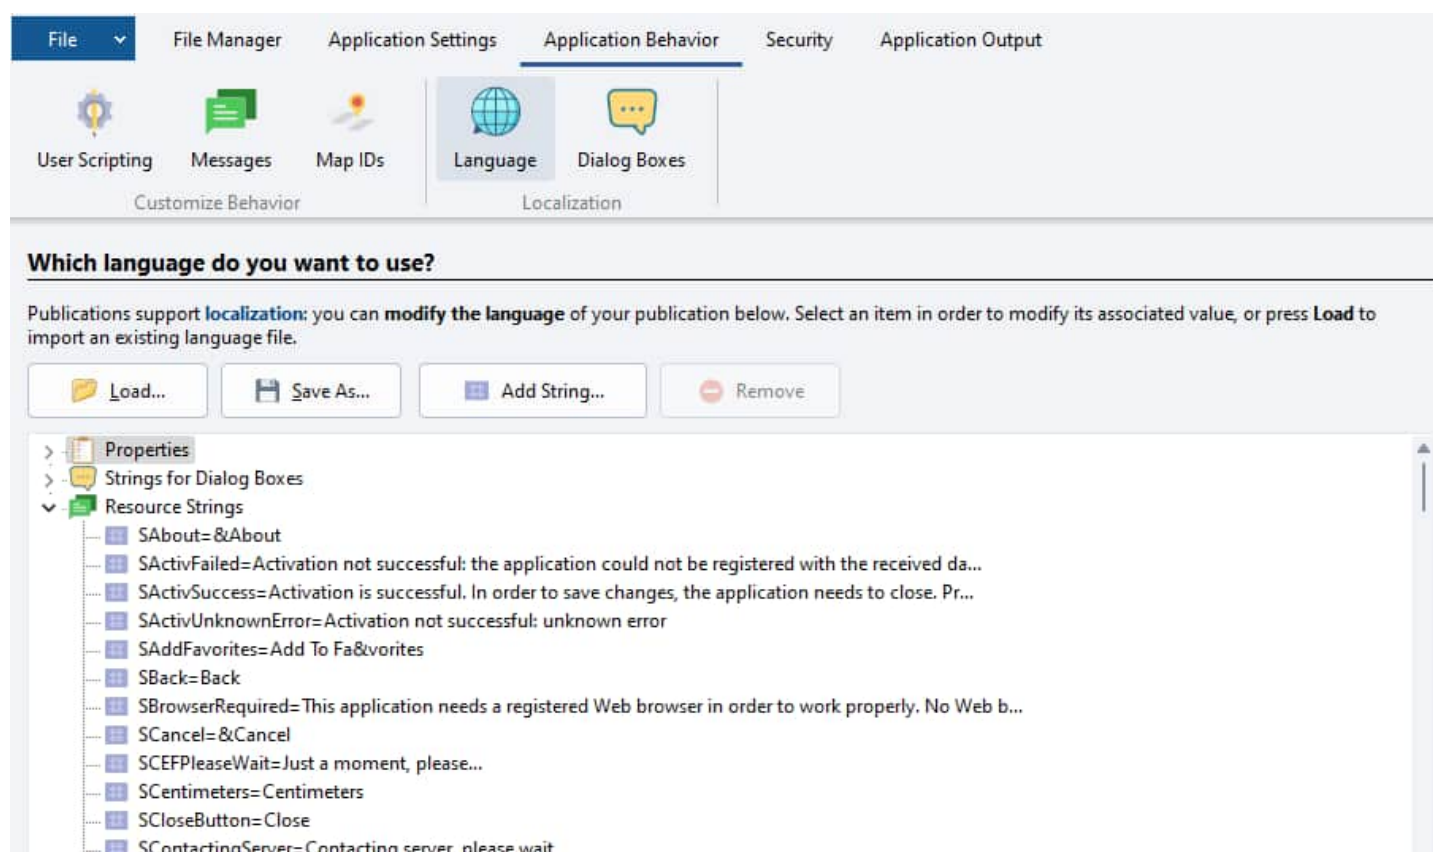 File
File Manager
Application Settings
Application Behavior
Security
Application Output
User Scripting
Messages
Map IDs
Language
Dialog Boxes
Customize Behavior
Localization
Which language do you want to use?
Publications support localization: you can modify the language of your publication below. Select an item in order to modify its associated value, or press Load to
import an existing language file.
Load...
Save As...
Add String...
Remove
Properties
Strings for Dialog Boxes
Resource Strings
SAbout=&About
SActivFailed=Activation not successful: the application could not be registered with the received da...
SActivSuccess=Activation is successful. In order to save changes, the application needs to close. Pr...
SActivUnknownError=Activation not successful: unknown error
SAddFavorites=Add To Fa&vorites
SBack=Back
SBrowserRequired=This application needs a registered Web browser in order to work properly. No Web b...
SCancel=&Cancel
SCEFPleaseWait=Just a moment, please...
SCentimeters=Centimeters
SCloseButton=Close
SContactingServer=Contacting server, please wait